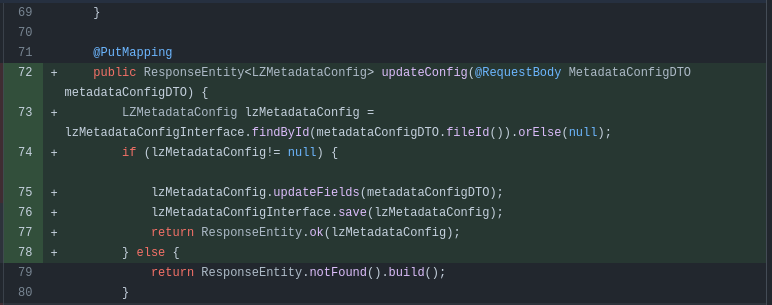 69 }
70
71 @PutMapping
72 + public ResponseEntity<LZMetadataConfig> updateConfig(@RequestBody MetadataConfigDTO
metadataConfigDTO) {
73 + LZMetadataConfig lzMetadataConfig =
lzMetadataConfigInterface.findById(metadataConfigDTO.fileId()).orElse(null);
74 + if (lzMetadataConfig!= null) {
75 + lzMetadataConfig.updateFields(metadataConfigDTO);
76 + lzMetadataConfigInterface.save(lzMetadataConfig);
77 + return ResponseEntity.ok(lzMetadataConfig);
78 + } else {
79 return ResponseEntity.notFound().build();
80 }